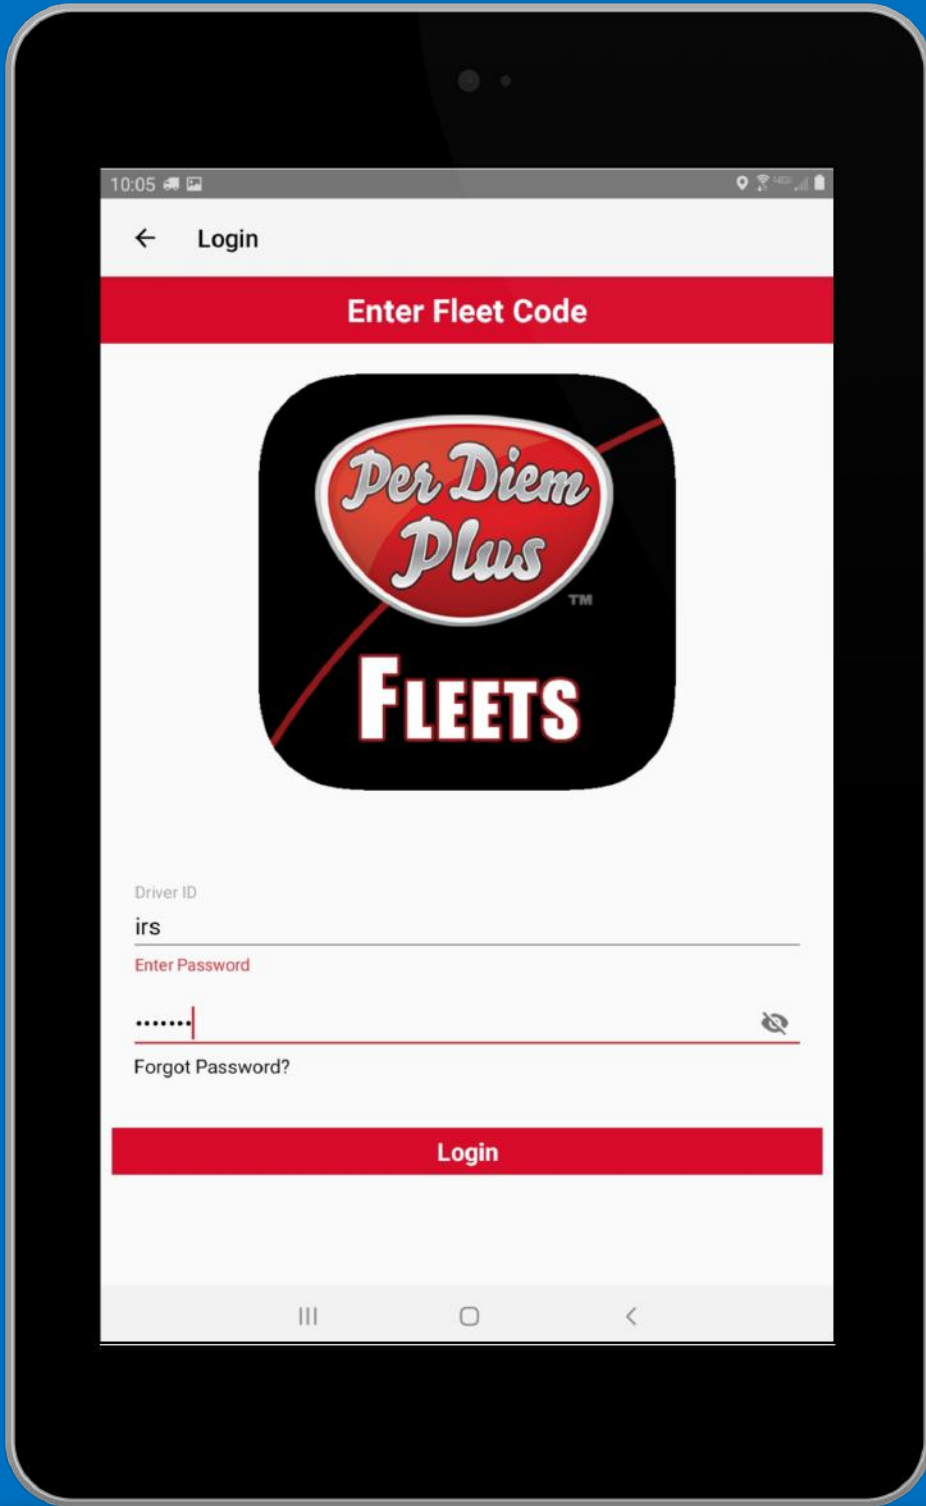 10:05
Login
Enter Fleet Code
Per Diem
Plus
TM
FLEETS
Driver ID
irs
Enter Password
•••••••
Forgot Password?
Login